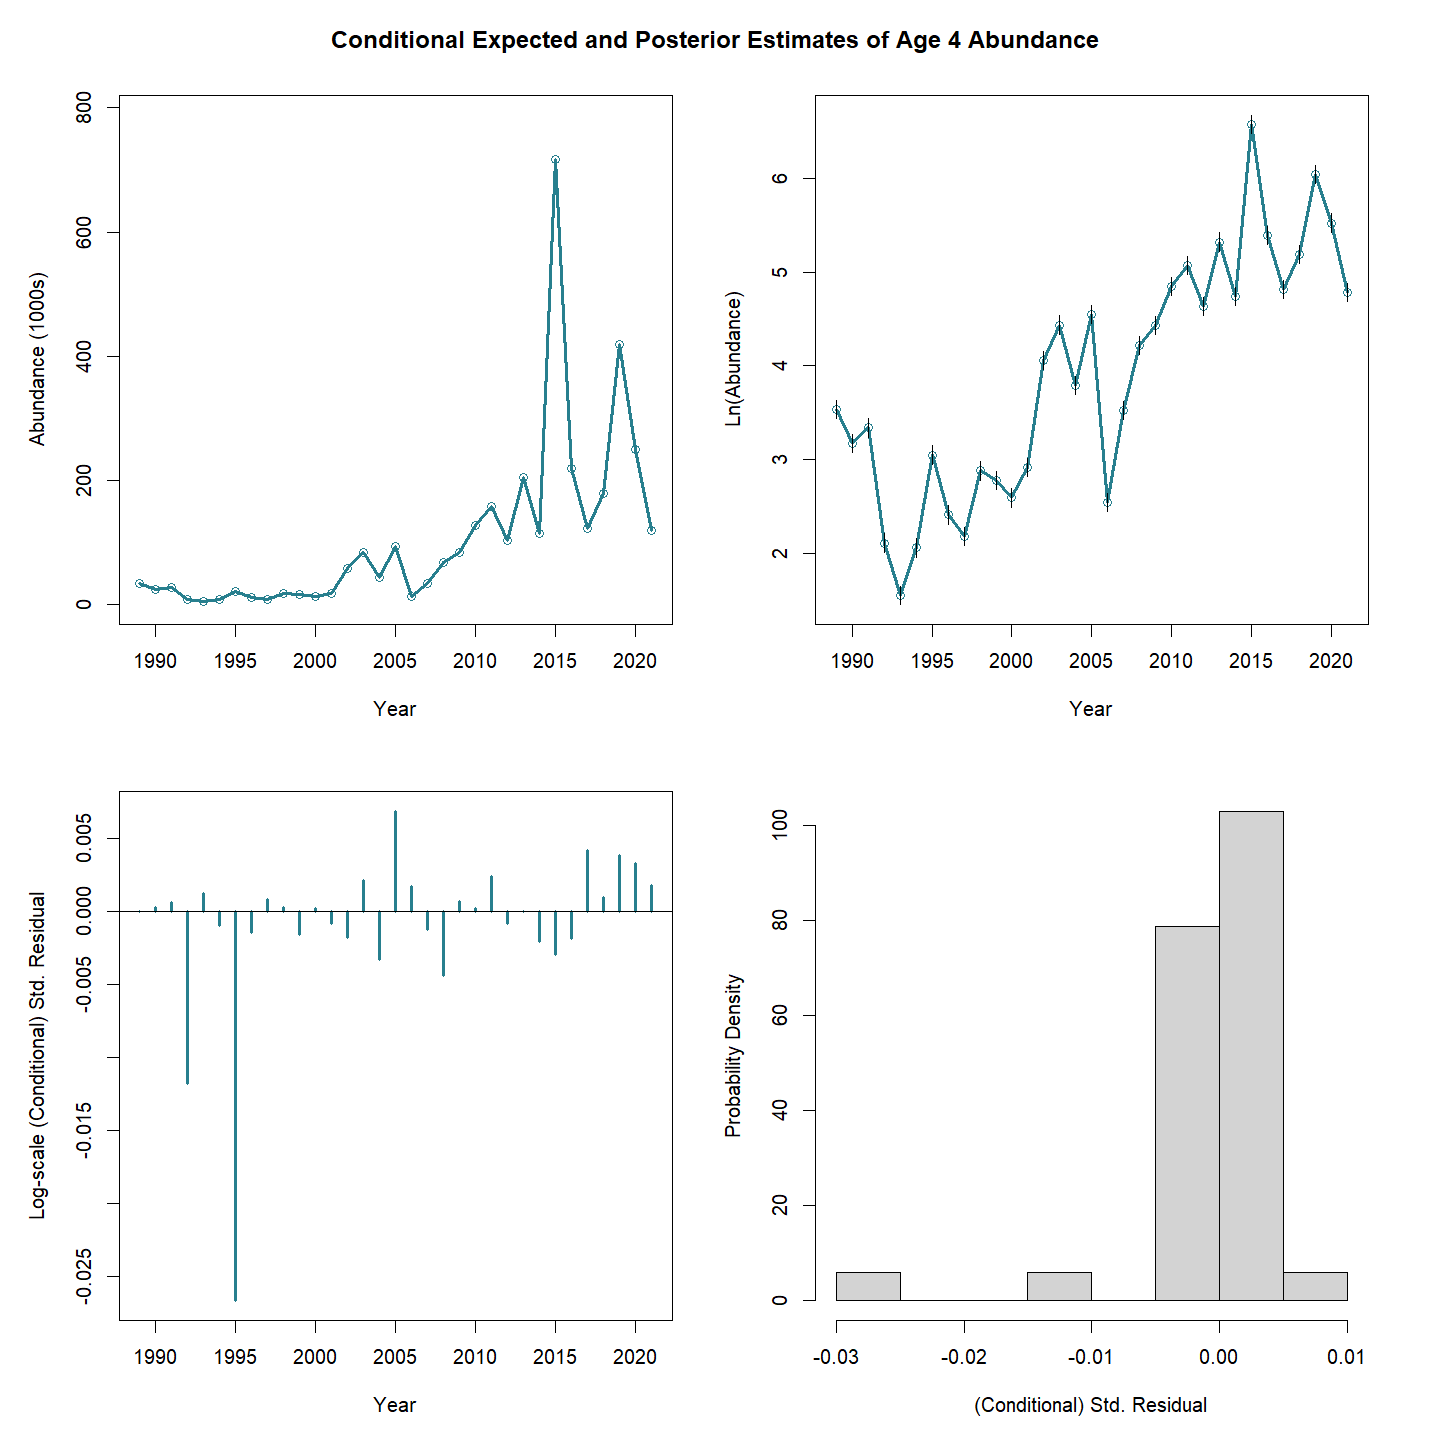 Conditional Expected and Posterior Estimates of Age 4 Abundance
Abundance (1000s)
800
600
400
200
0
1990 1995 2000 2005 2010 2015 2020
Year
Ln(Abundance)
6
5
4
3
2
1990 1995 2000 2005 2010 2015 2020
Year
Log-scale (Conditional) Std. Residual
0.005
0.000
-0.005
-0.015
-0.025
1990 1995 2000 2005 2010 2015 2020
Year
Probability Density
100
80
60
40
20
0
-0.03 -0.02 -0.01 0.00 0.01
(Conditional) Std. Residual